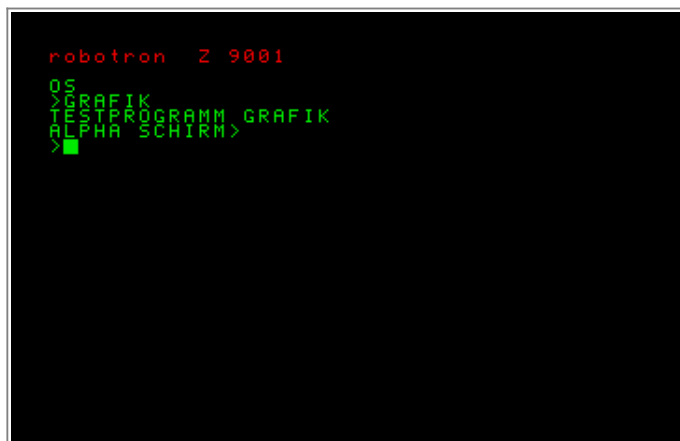 robotron  Z 9001
OS
>GRAFIK
TESTPROGRAMM GRAFIK
ALPHA SCHIRM>
>